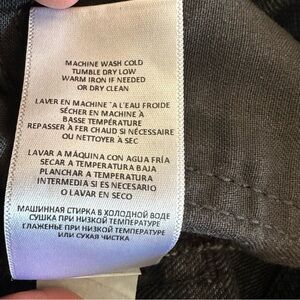 MACHINE WASH COLD
TUMBLE DRY LOW
WARM IRON IF NEEDED
OR DRY CLEAN
LAVER EN MACHINE `A L'EAU FROIDE
SÉCHER EN MACHINE À
BASSE TEMPÉRATURE
REPASSER À FER CHAUD SI NÉCESSAIRE
OU NETTOYER À SEC
LAVAR A MÁQUINA CON AGUA FRÍA
SECAR A TEMPERATURA BAJA
PLANCHAR A TEMPERATURA
INTERMEDIA SI ES NECESARIO
O LAVAR EN SECO
МАШИННАЯ СТИРКА В ХОЛОДНОЙ ВОДЕ
СУШКА ПРИ НИЗКОЙ ТЕМПЕРАТУРЕ
ГЛАЖЕНЬЕ ПРИ НИЗКОЙ ТЕМПЕРАТУРЕ
ИЛИ СУХАЯ ЧИСТКА